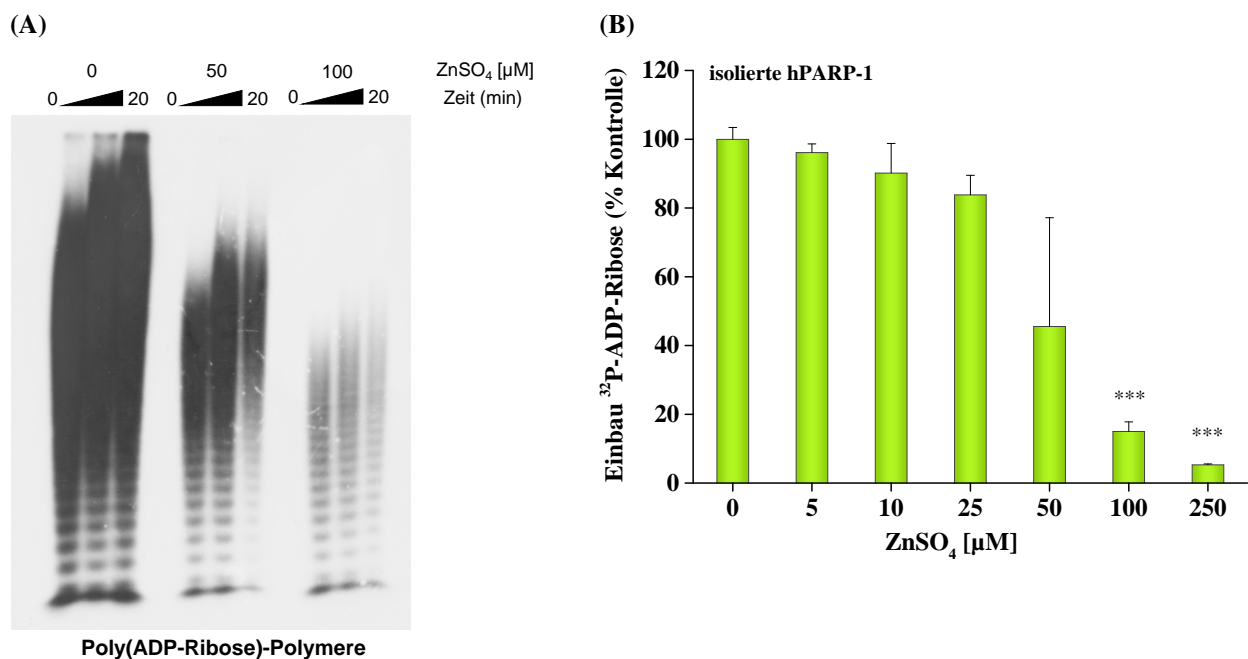 (A)
0 50 100 ZnSO₄ [µM]
0 20 0 20 0 20 Zeit (min)
Poly(ADP-Ribose)-Polymere
(B)
isolierte hPARP-1
Einbau ³²P-ADP-Ribose (% Kontrolle)
120
100
80
60
40
20
0
***
***
0 5 10 25 50 100 250
ZnSO₄ [µM]